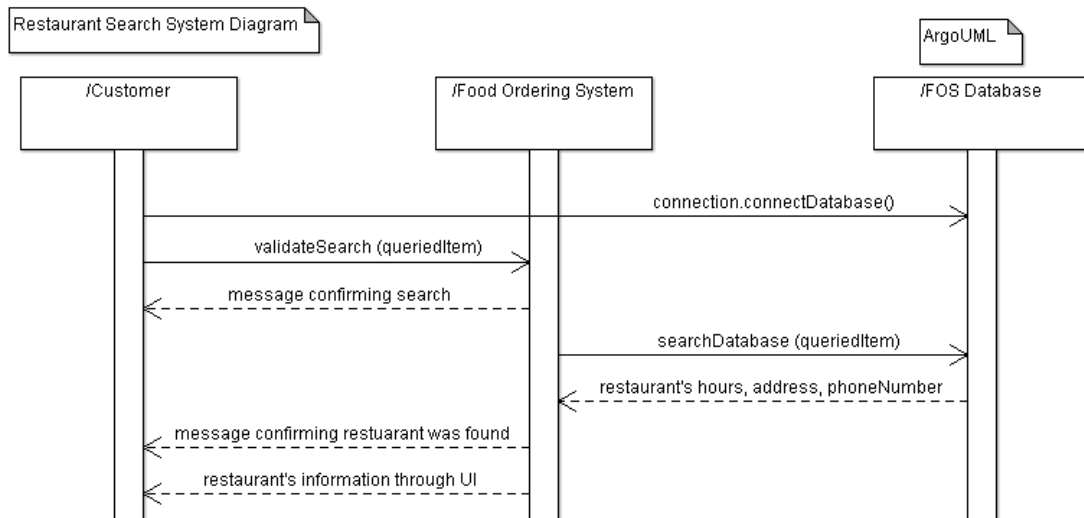 Restaurant Search System Diagram
ArgoUML
/Customer
/Food Ordering System
/FOS Database
connection.connectDatabase()
validateSearch (queriedItem)
message confirming search
searchDatabase (queriedItem)
restaurant's hours, address, phoneNumber
message confirming restuarant was found
restaurant's information through UI